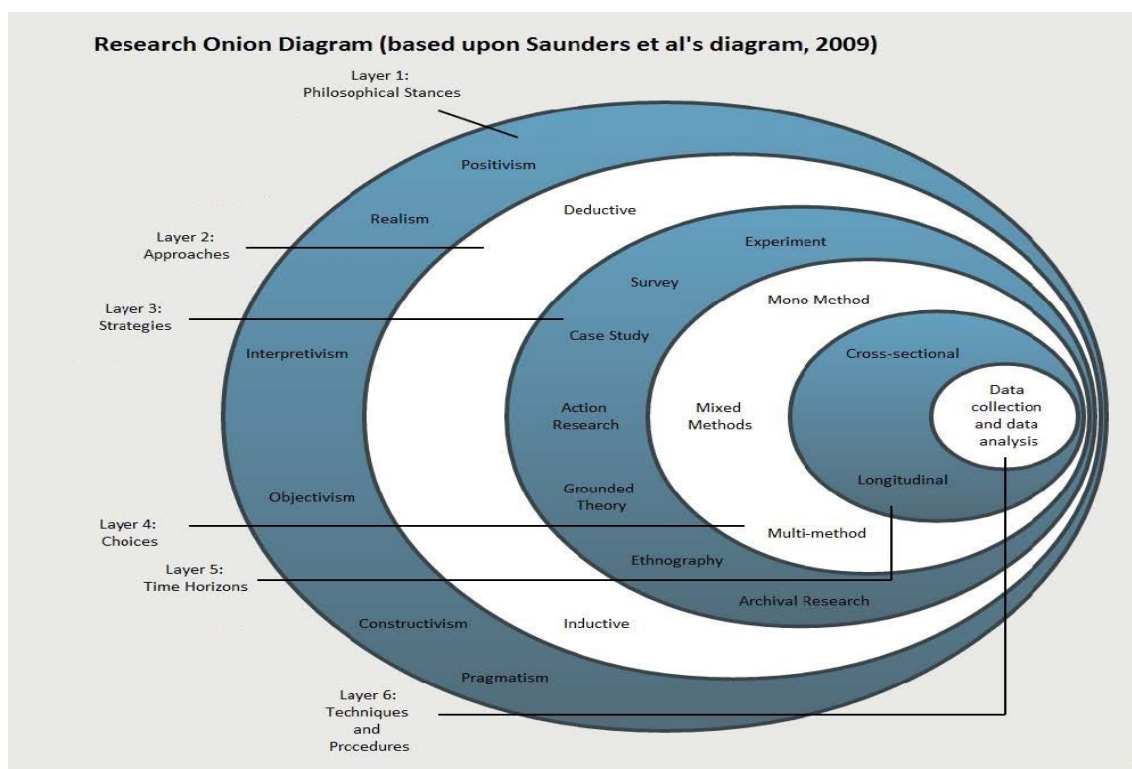 Research Onion Diagram (based upon Saunders et al's diagram, 2009)
Layer 1:
Philosophical Stances
Positivism
Realism
Interpretivism
Objectivism
Constructivism
Pragmatism
Layer 2:
Approaches
Deductive
Inductive
Layer 3:
Strategies
Experiment
Survey
Case Study
Action
Research
Grounded
Theory
Ethnography
Archival Research
Layer 4:
Choices
Mono Method
Mixed
Methods
Multi-method
Layer 5:
Time Horizons
Cross-sectional
Longitudinal
Layer 6:
Techniques
and
Procedures
Data
collection
and data
analysis